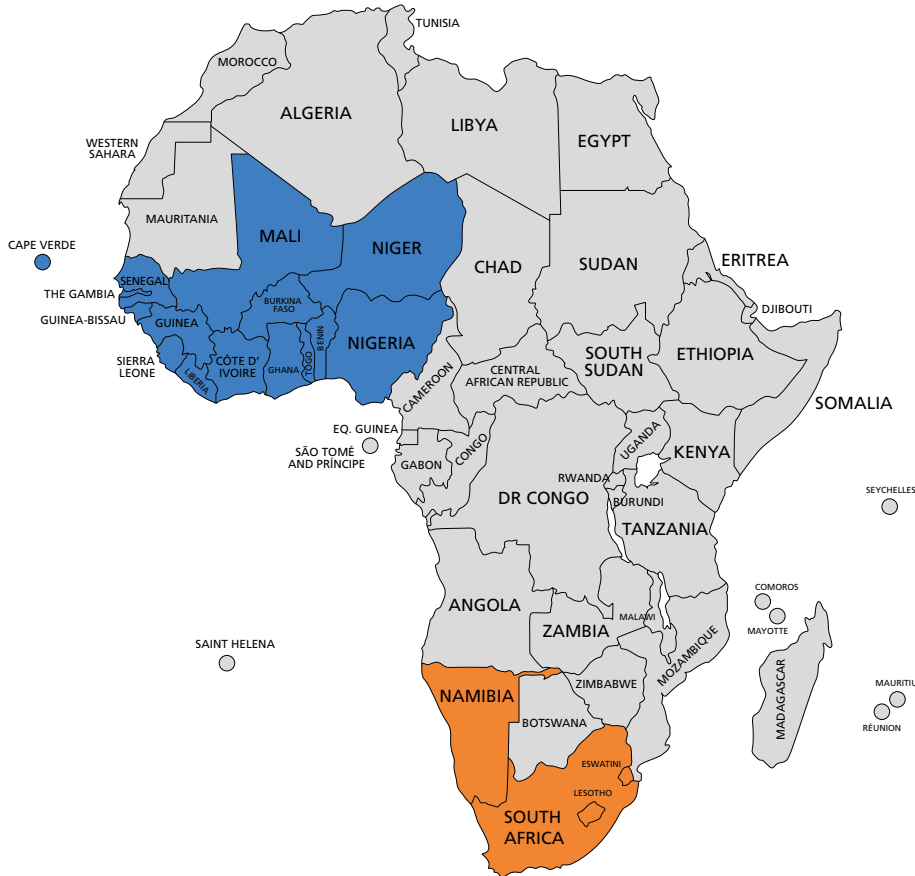 TUNISIA
MOROCCO
ALGERIA
LIBYA
EGYPT
WESTERN
SAHARA
MAURITANIA
MALI
NIGER
CHAD
SUDAN
ERITREA
CAPE VERDE
SENEGAL
THE GAMBIA
GUINEA-BISSAU
GUINEA
BURKINA
FASO
BENIN
TOGO
NIGERIA
DJIBOUTI
SIERRA
LEONE
LIBERIA
CÔTE D'
IVOIRE
GHANA
CAMEROON
CENTRAL
AFRICAN REPUBLIC
SOUTH
SUDAN
ETHIOPIA
SOMALIA
EQ. GUINEA
SÃO TOMÉ
AND PRÍNCIPE
GABON
CONGO
UGANDA
KENYA
RWANDA
BURUNDI
DR CONGO
TANZANIA
SEYCHELLES
COMOROS
MAYOTTE
ANGOLA
ZAMBIA
MALAWI
MOZAMBIQUE
SAINT HELENA
MADAGASCAR
MAURITIU
RÉUNION
NAMIBIA
ZIMBABWE
BOTSWANA
ESWATINI
LESOTHO
SOUTH
AFRICA